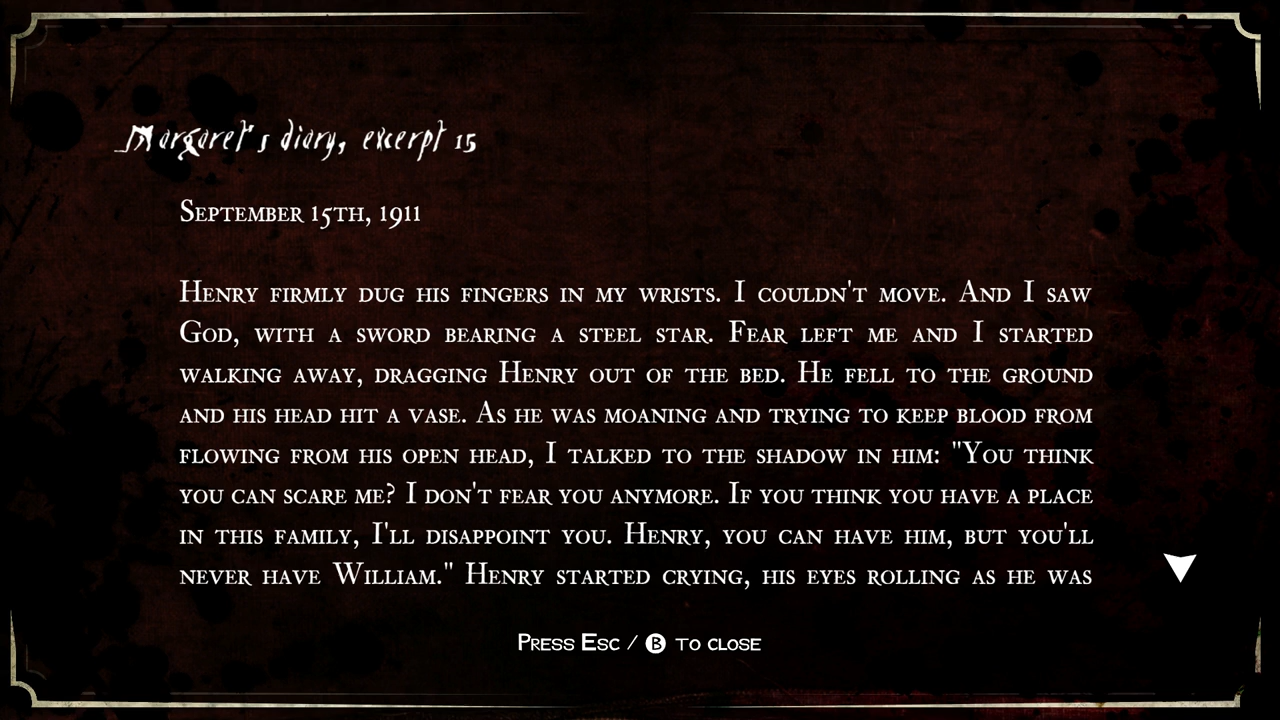 Margaret's diary, excerpt 15
September 15th, 1911
Henry firmly dug his fingers in my wrists. I couldn't move. And I saw
God, with a sword bearing a steel star. Fear left me and I started
walking away, dragging Henry out of the bed. He fell to the ground
and his head hit a vase. As he was moaning and trying to keep blood from
flowing from his open head, I talked to the shadow in him: "You think
you can scare me? I don't fear you anymore. If you think you have a place
in this family, I'll disappoint you. Henry, you can have him, but you'll
never have William." Henry started crying, his eyes rolling as he was
Press Esc / B to close